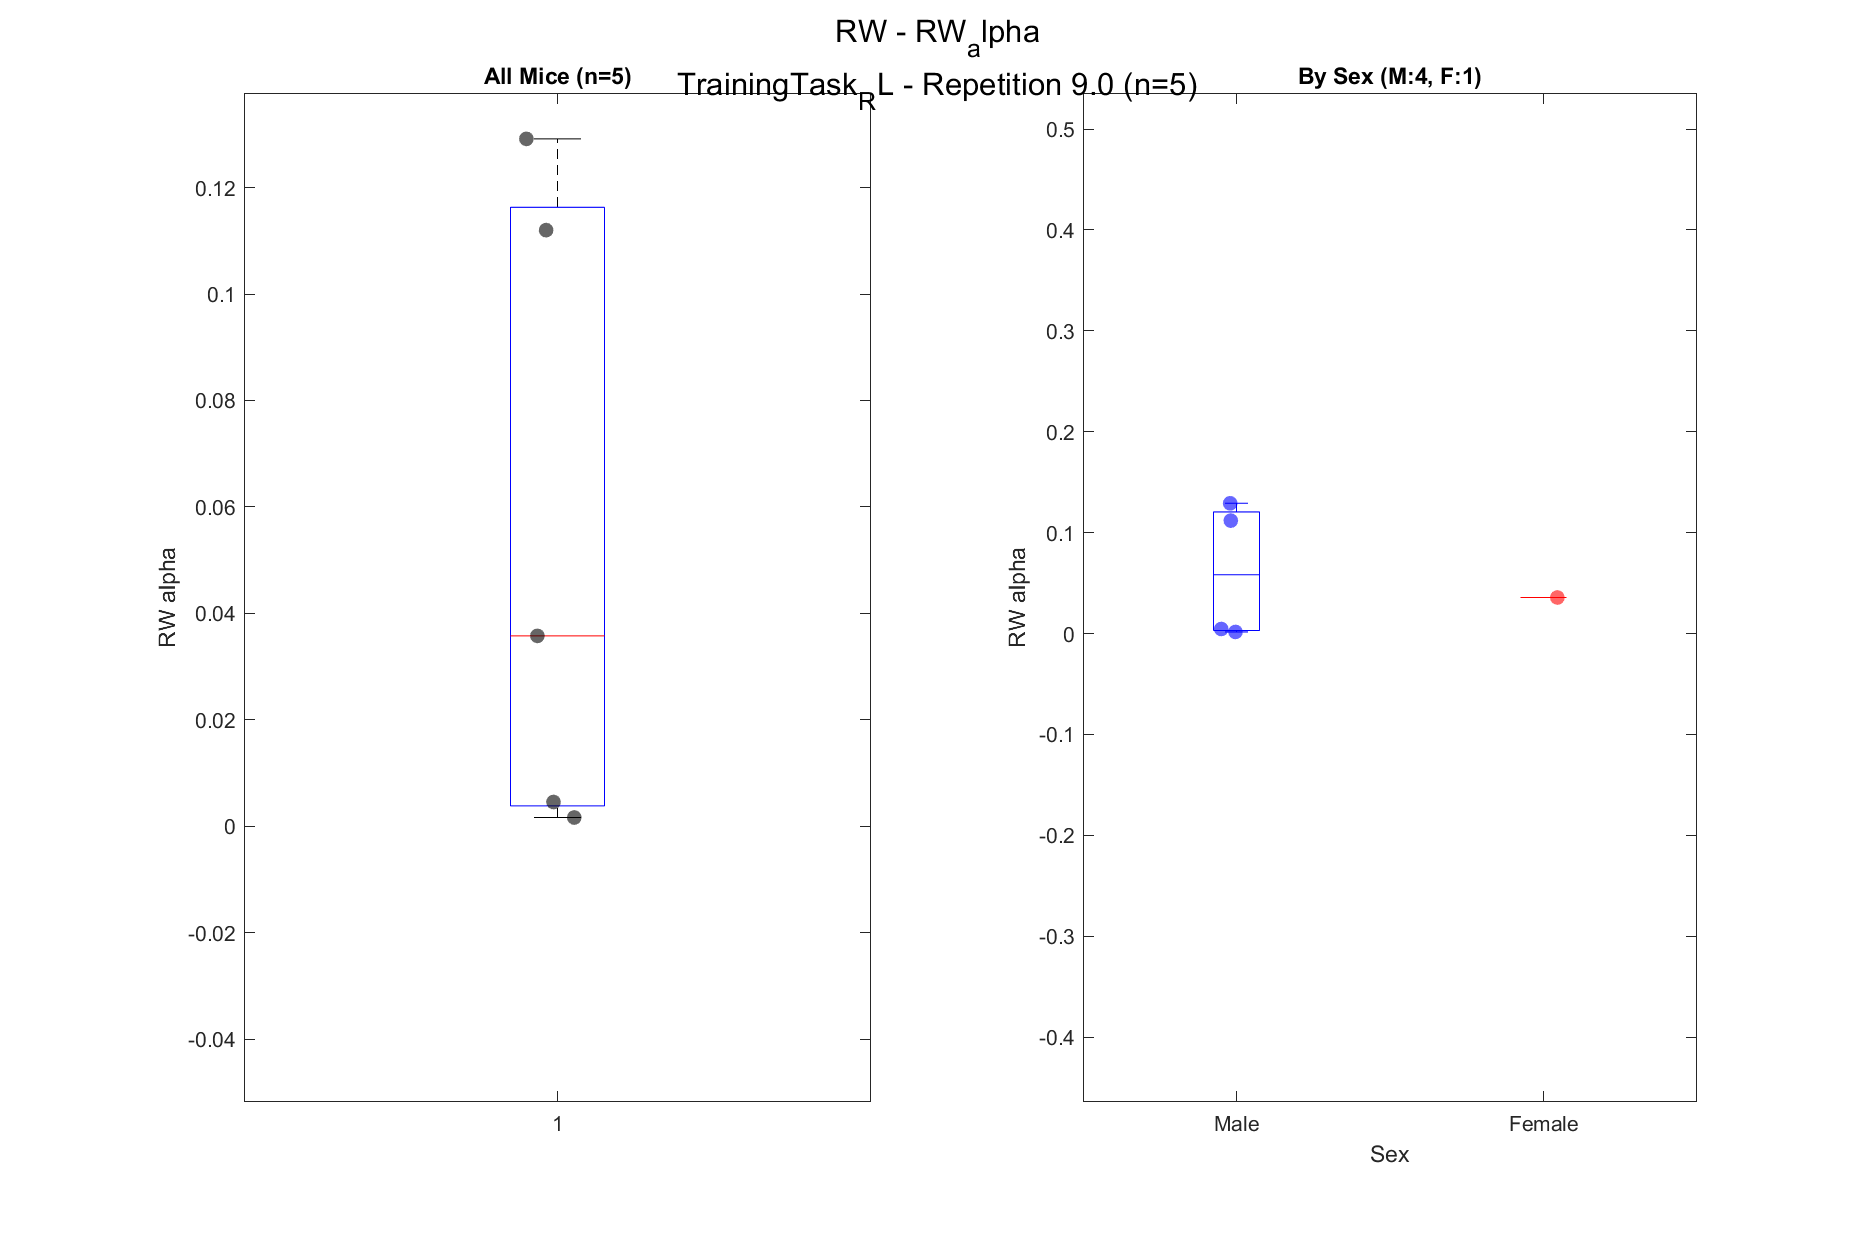 RW - RW_alpha
TrainingTask_RL - Repetition 9.0 (n=5)
All Mice (n=5)
0.12
0.1
0.08
0.06
0.04
0.02
0
-0.02
-0.04
RW alpha
1
By Sex (M:4, F:1)
0.5
0.4
0.3
0.2
0.1
0
-0.1
-0.2
-0.3
-0.4
RW alpha
Male Female
Sex